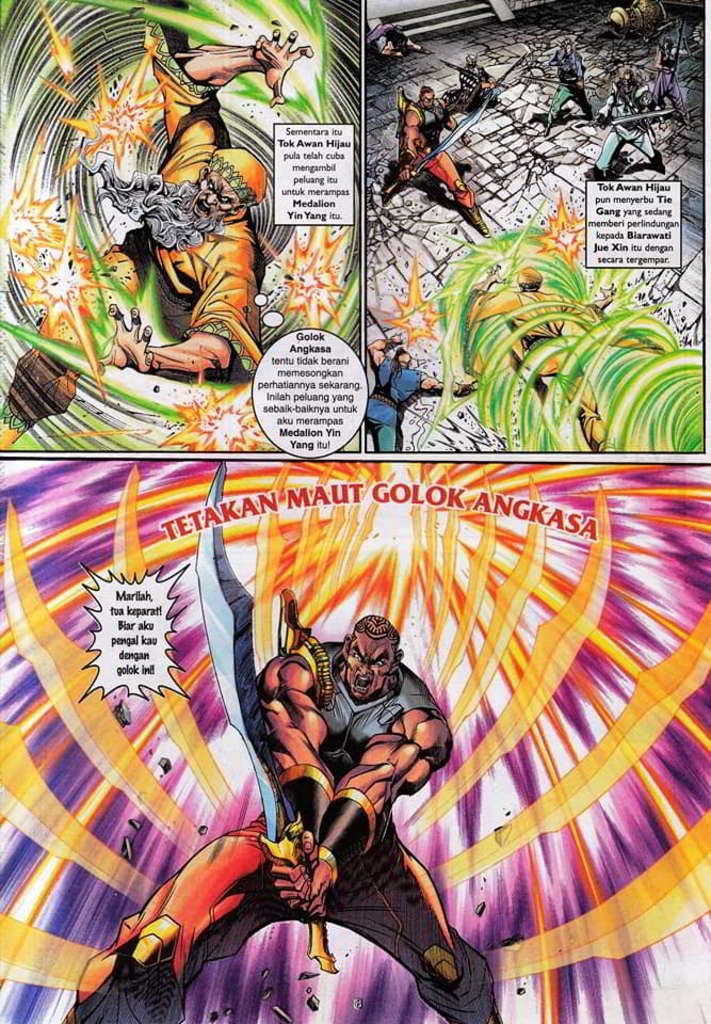 Sementara itu
Tok Awan Hijau
pula telah cuba
mengambil
peluang itu
untuk merampas
Medalion
Yin Yang itu.
Golok
Angkasa
tentu tidak berani
memesongkan
perhatiannya sekarang.
Inilah peluang yang
sebaik-baiknya untuk
aku merampas
Medalion Yin
Yang itu!
Tok Awan Hijau
pun menyerbu Tie
Gang yang sedang
memohon perlindungan
kepada Biarawati
Jue Xin itu dengan
secara tergempar.
TETAKAN MAUT GOLOK ANGKASA
Marilah,
tua keparat!
Biar aku
pengal kau
dengan
golok ini!